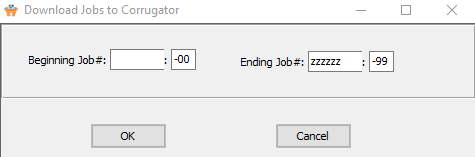 Download Jobs to Corrugator
Beginning Job#: : -00 Ending Job#: zzzzzz : -99
OK Cancel